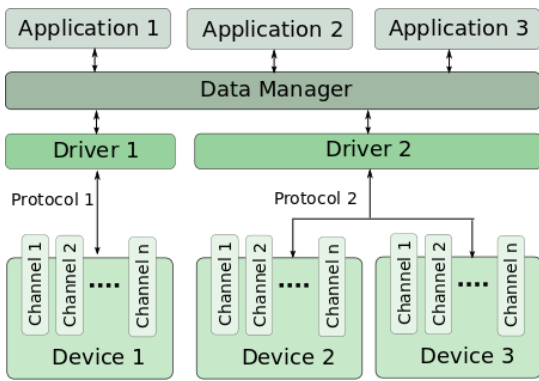 Application 1
Application 2
Application 3
Data Manager
Driver 1
Driver 2
Protocol 1
Protocol 2
Channel 1
Channel 2
....
Channel n
Channel 1
Channel 2
....
Channel n
Channel 1
Channel 2
....
Channel n
Device 1
Device 2
Device 3